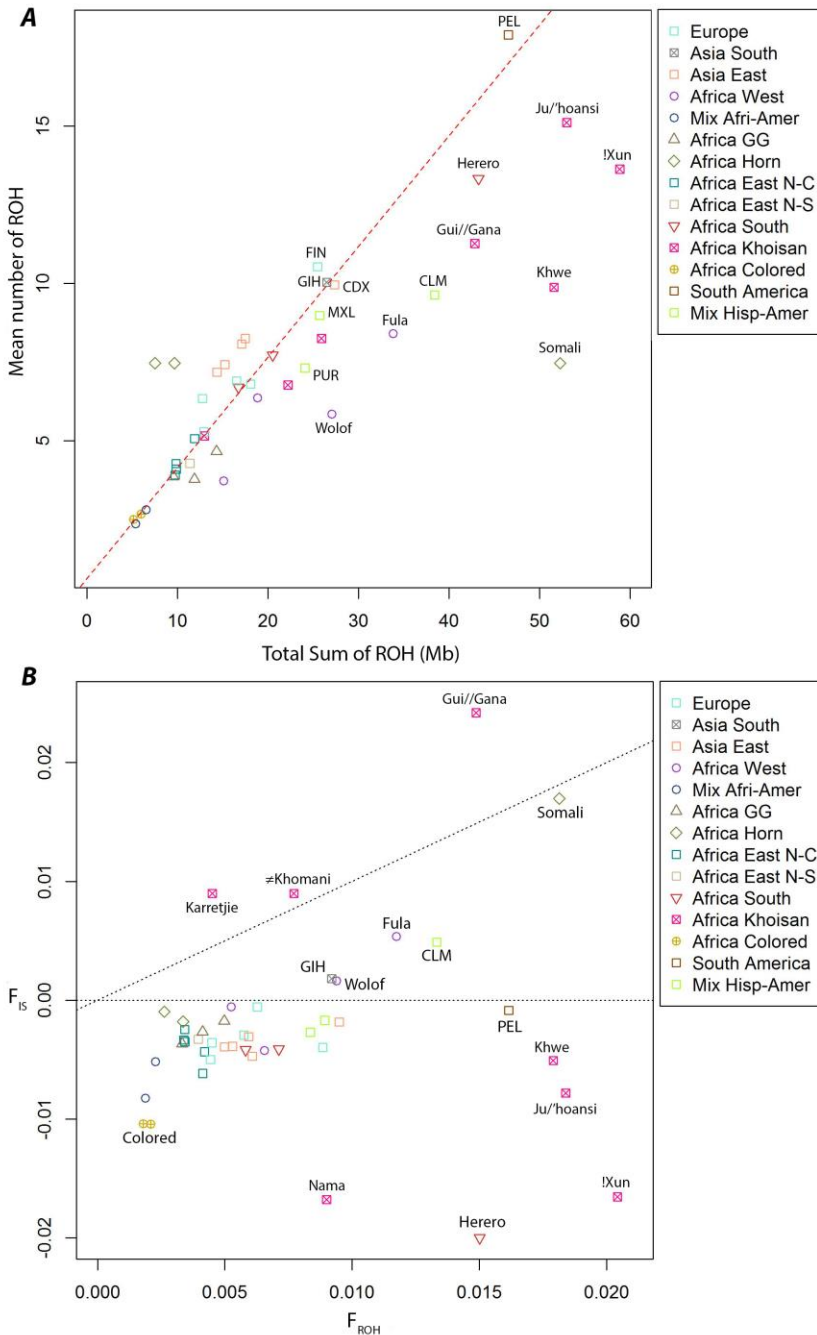 A
PEL
Ju/'hoansi
!Xun
Herero
Gui//Gana
FIN
GIH
CDX
CLM
Khwe
MXL
Fula
Somali
PUR
Wolof
Mean number of ROH
5
10
15
0
10
20
30
40
50
60
Total Sum of ROH (Mb)
Europe
Asia South
Asia East
Africa West
Mix Afri-Amer
Africa GG
Africa Horn
Africa East N-C
Africa East N-S
Africa South
Africa Khoisan
Africa Colored
South America
Mix Hisp-Amer
B
Gui//Gana
Somali
≠Khomani
Karretjie
Fula
CLM
GIH
Wolof
PEL
Khwe
Ju/'hoansi
Colored
Nama
!Xun
Herero
FIS
-0.02
-0.01
0.00
0.01
0.02
0.000
0.005
0.010
0.015
0.020
FROH
Europe
Asia South
Asia East
Africa West
Mix Afri-Amer
Africa GG
Africa Horn
Africa East N-C
Africa East N-S
Africa South
Africa Khoisan
Africa Colored
South America
Mix Hisp-Amer